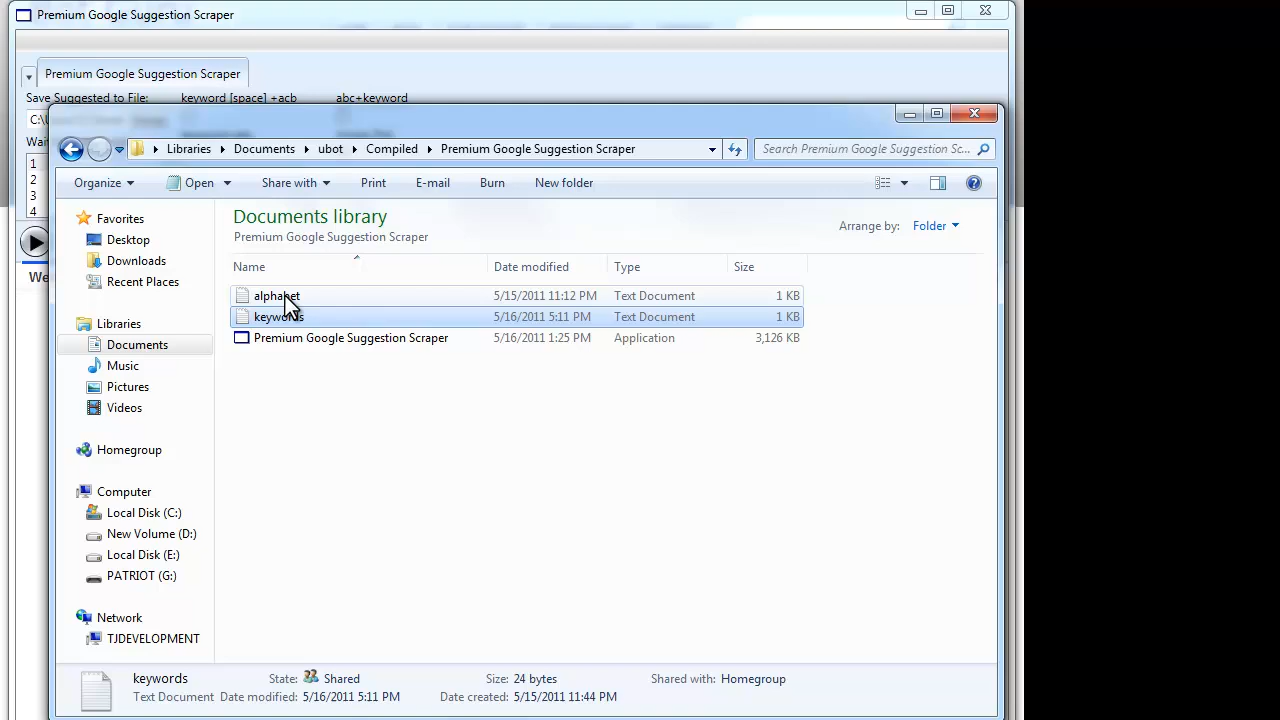 Premium Google Suggestion Scraper
Premium Google Suggestion Scraper
Save Suggested to File: keyword [space] +acb abc+keyword
Libraries Documents ubot Compiled Premium Google Suggestion Scraper Search Premium Google Suggestion Sc...
Organize Open Share with Print E-mail Burn New folder
Favorites
Desktop
Downloads
Recent Places
Libraries
Documents
Music
Pictures
Videos
Homegroup
Computer
Local Disk (C:)
New Volume (D:)
Local Disk (E:)
PATRIOT (G:)
Network
TJDEVELOPMENT
1
2
3
4
We
Documents library
Premium Google Suggestion Scraper
Arrange by: Folder
Name Date modified Type Size
alphabet 5/15/2011 11:12 PM Text Document 1 KB
keywords 5/16/2011 5:11 PM Text Document 1 KB
Premium Google Suggestion Scraper 5/16/2011 1:25 PM Application 3,126 KB
keywords State: Shared Size: 24 bytes Shared with: Homegroup
Text Document Date modified: 5/16/2011 5:11 PM Date created: 5/15/2011 11:44 PM